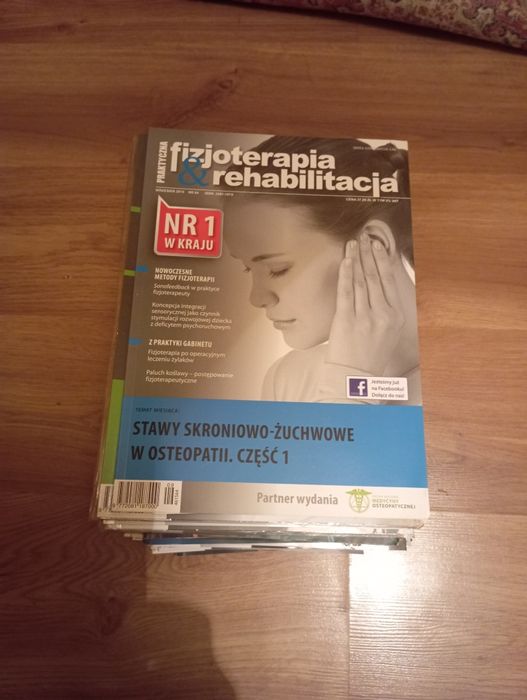 PRAKTYCZNA
fizjoterapia
& rehabilitacja
NR 1
W KRAJU
NOWOCZESNE
METODY FIZJOTERAPII
Sonofeedback w praktyce
fizjoterapeuty
Koncepcja integracji
sensorycznej jako czynnik
stymulacji rozwojowej dziecka
z deficytem psychoruchowym
Z PRAKTYKI GABINETU
Fizjoterapia po operacyjnym
leczeniu żylaków
Paluch koślawy – postępowanie
fizjoterapeutyczne
f
Jesteśmy już
na Facebooku!
Dołącz do nas!
TEMAT MIESIĄCA:
STAWY SKRONIOWO-ŻUCHWOWE
W OSTEOPATII. CZĘŚĆ 1
Partner wydania
MEDYCYNY
OSTEOPATYCZNEJ